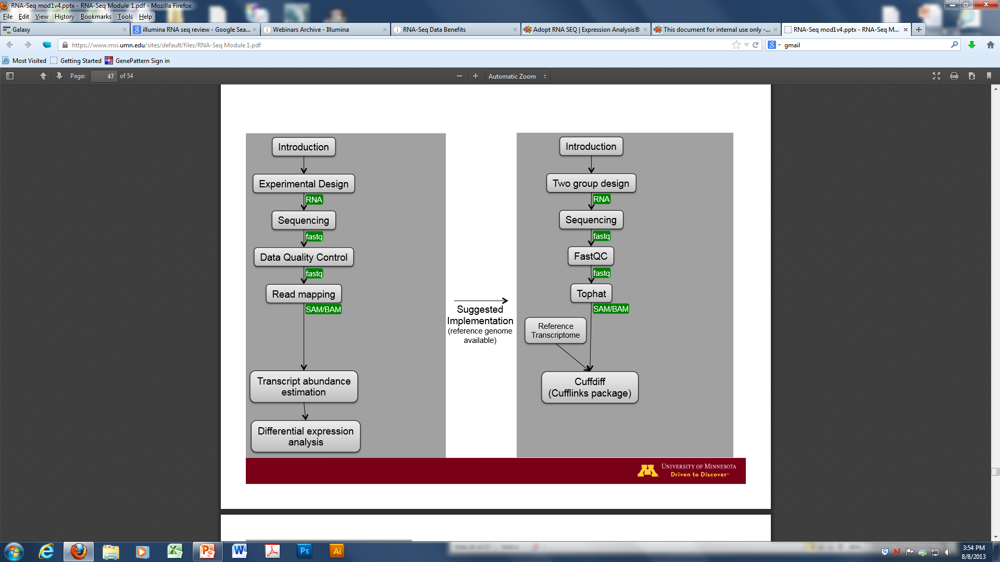 RNA-Seq mod1v4.pptx - RNA-Seq Module 1.pdf - Mozilla Firefox
File Edit View History Bookmarks Tools Help
Galaxy
illumina RNA seq review - Google Sea...
Webinars Archive - Illumina
RNA-Seq Data Benefits
Adopt RNA SEQ | Expression Analysis®
This document for internal use only -...
RNA-Seq mod1v4.pptx - RNA-Seq M...
https://www.msi.umn.edu/sites/default/files/RNA-Seq Module 1.pdf
gmail
Most Visited Getting Started GenePattern Sign in
Page: 47 of 54
Automatic Zoom
Introduction
Experimental Design
RNA
Sequencing
fastq
Data Quality Control
fastq
Read mapping
SAM/BAM
Transcript abundance
estimation
Differential expression
analysis
Suggested
Implementation
(reference genome
available)
Introduction
Two group design
RNA
Sequencing
fastq
FastQC
fastq
Tophat
SAM/BAM
Reference
Transcriptome
Cuffdiff
(Cufflinks package)
UNIVERSITY OF MINNESOTA
Driven to Discover
Ps
Ai
3:54 PM
8/8/2013